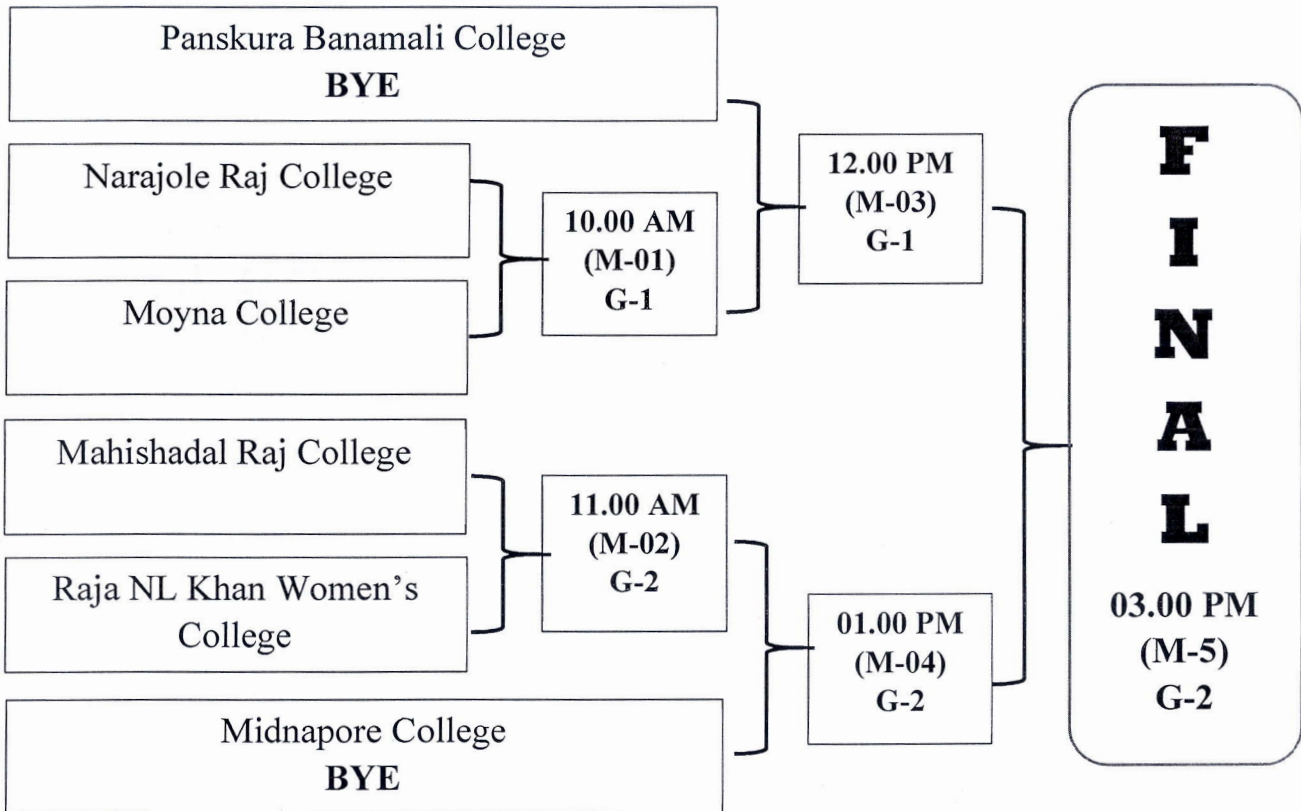 Panskura Banamali College
BYE
Narajole Raj College
Moyna College
10.00 AM
(M-01)
G-1
12.00 PM
(M-03)
G-1
Mahishadal Raj College
Raja NL Khan Women's
College
11.00 AM
(M-02)
G-2
Midnapore College
BYE
01.00 PM
(M-04)
G-2
F
I
N
A
L
03.00 PM
(M-5)
G-2